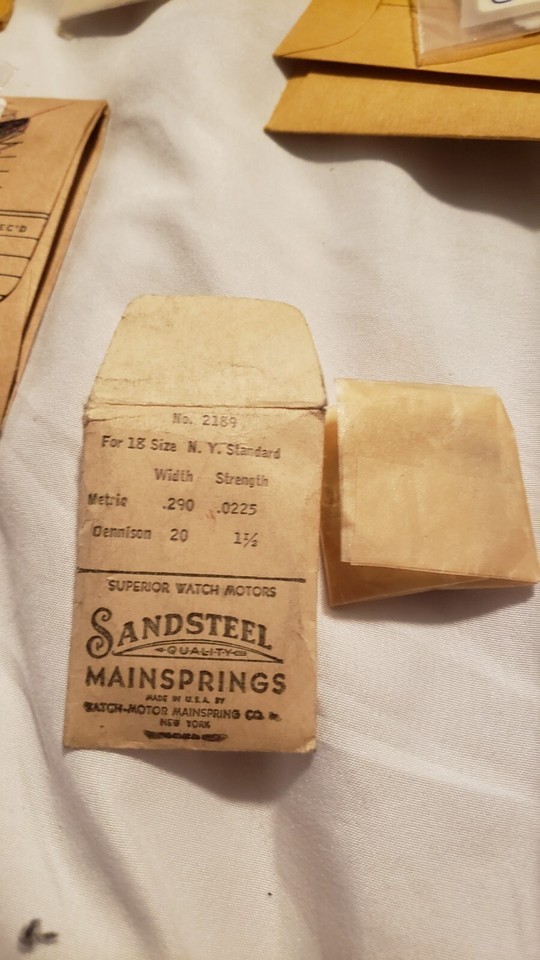 EC'D
No. 2189
For 18 Size N. Y. Standard
Width Strength
Metric .290 .0225
Dennison 20 1½
SUPERIOR WATCH MOTORS
SANDSTEEL
QUALITY
MAINSPRINGS
MADE IN U.S.A. BY
WATCH-MOTOR MAINSPRING CO.
NEW YORK